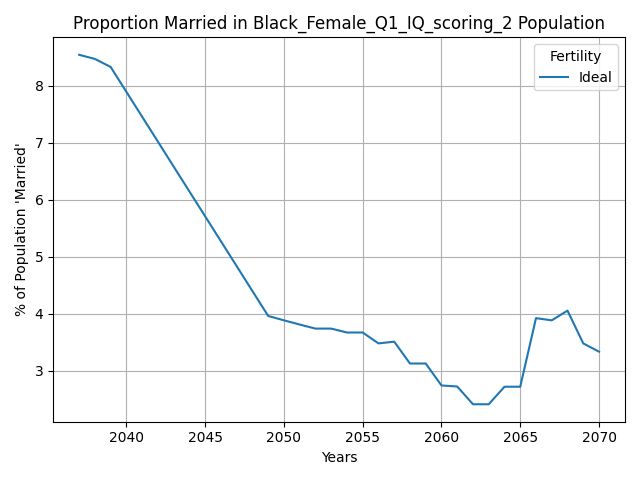 Proportion Married in Black_Female_Q1_IQ_scoring_2 Population
Fertility
Ideal
% of Population 'Married'
8
7
6
5
4
3
2040 2045 2050 2055 2060 2065 2070
Years